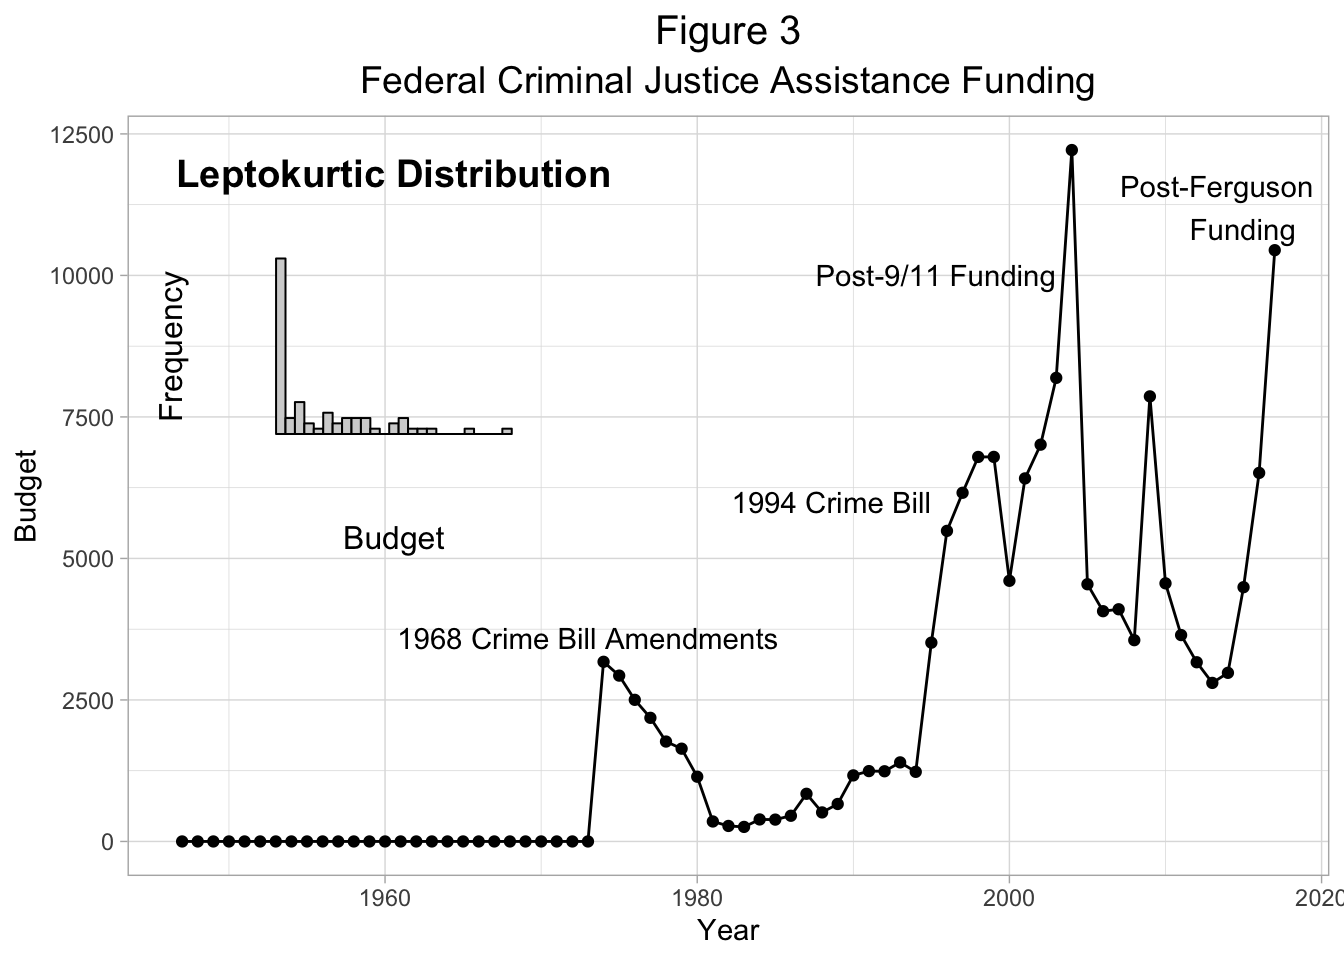 Figure 3
Federal Criminal Justice Assistance Funding
12500
Leptokurtic Distribution
Post-Ferguson
Funding
10000
Post-9/11 Funding
Frequency
7500
Budget
1994 Crime Bill
Budget
5000
1968 Crime Bill Amendments
2500
0
1960
1980
2000
2020
Year